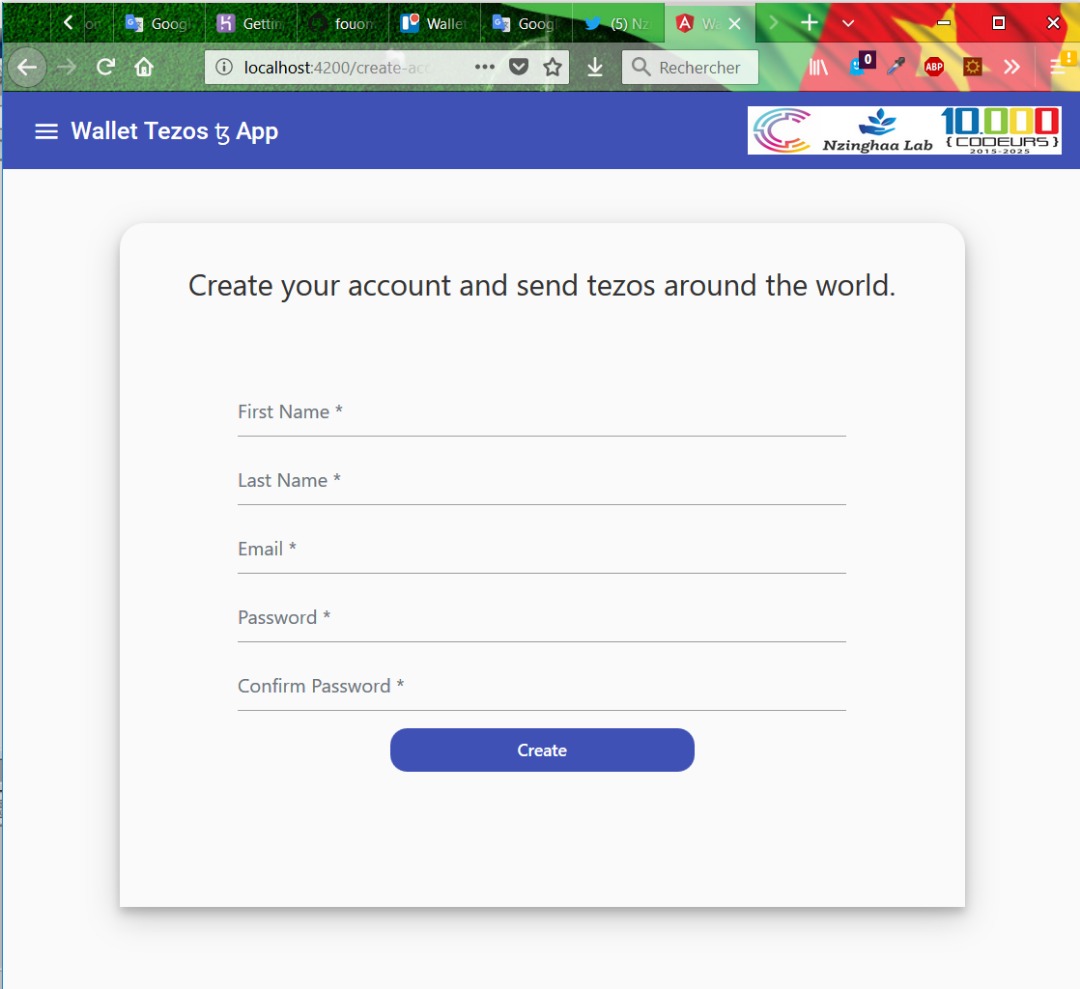 Goog
Gettin
fouon
Wallet
Goog
(5) Nz
Wa
localhost:4200/create-acc
Rechercher
0
ABP
Wallet Tezos ꜩ App
Nzinghaa Lab
10.000
{CODEURS}
2015-2025
Create your account and send tezos around the world.
First Name *
Last Name *
Email *
Password *
Confirm Password *
Create